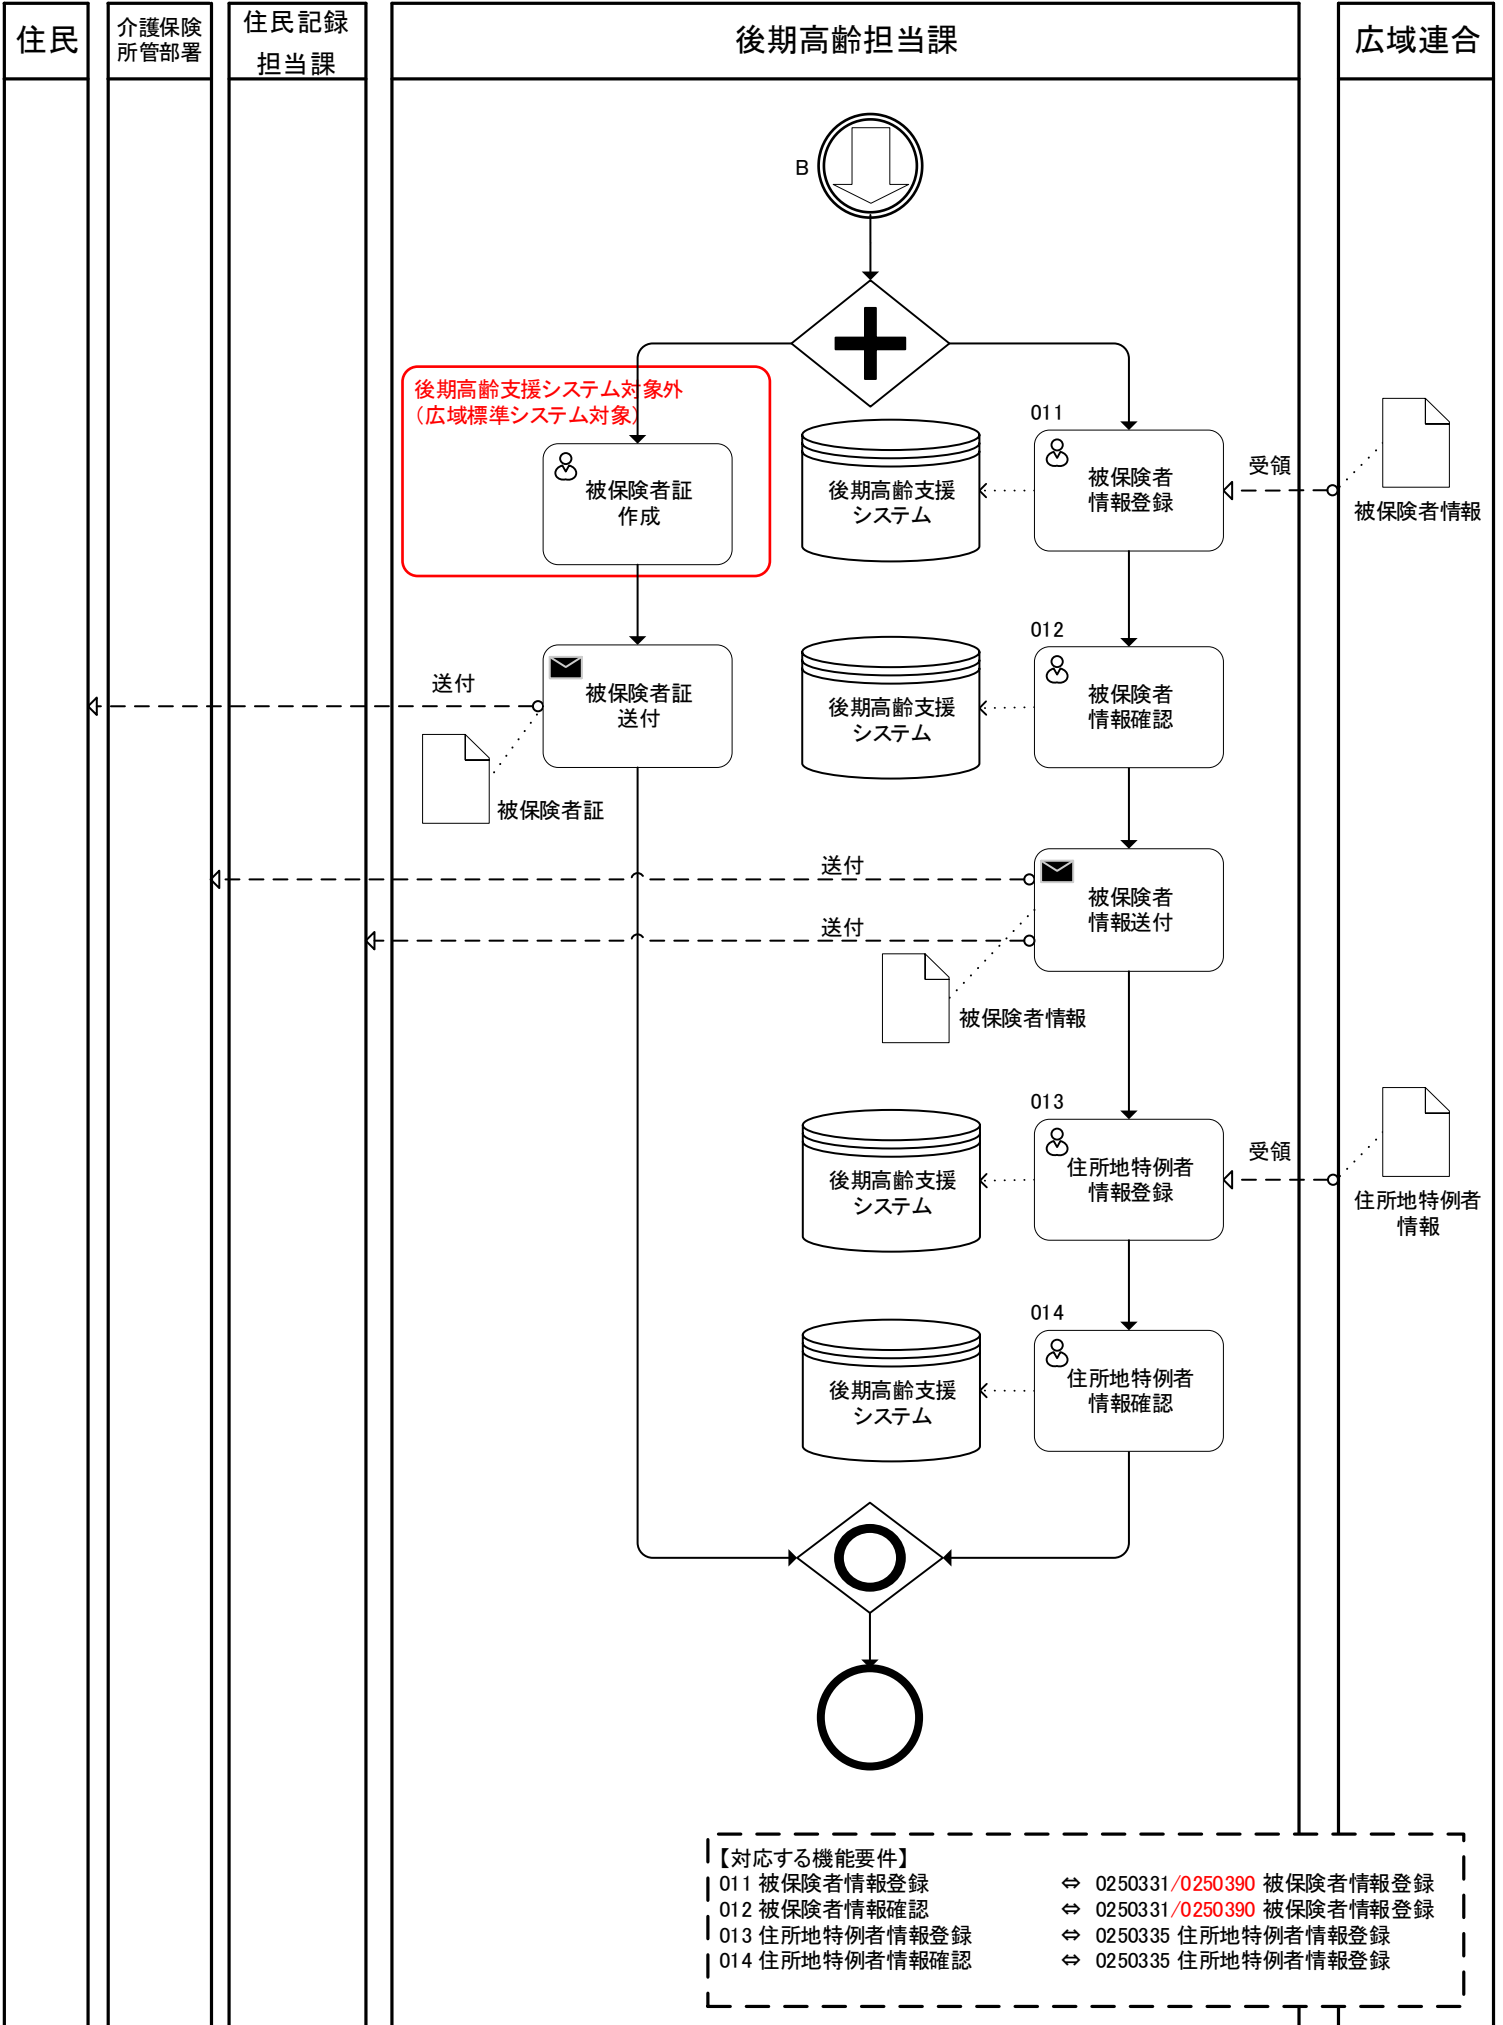 住民
介護保険
所管部署
住民記録
担当課
後期高齢担当課
広域連合
B
後期高齢支援システム対象外
（広域標準システム対象）
被保険者証
作成
後期高齢支援
システム
011
被保険者
情報登録
受領
被保険者情報
送付
被保険者証
送付
被保険者証
後期高齢支援
システム
012
被保険者
情報確認
送付
送付
被保険者
情報送付
被保険者情報
後期高齢支援
システム
013
住所地特例者
情報登録
受領
住所地特例者
情報
後期高齢支援
システム
014
住所地特例者
情報確認
【対応する機能要件】
011 被保険者情報登録 ⇔ 0250331/0250390 被保険者情報登録
012 被保険者情報確認 ⇔ 0250331/0250390 被保険者情報登録
013 住所地特例者情報登録 ⇔ 0250335 住所地特例者情報登録
014 住所地特例者情報確認 ⇔ 0250335 住所地特例者情報登録